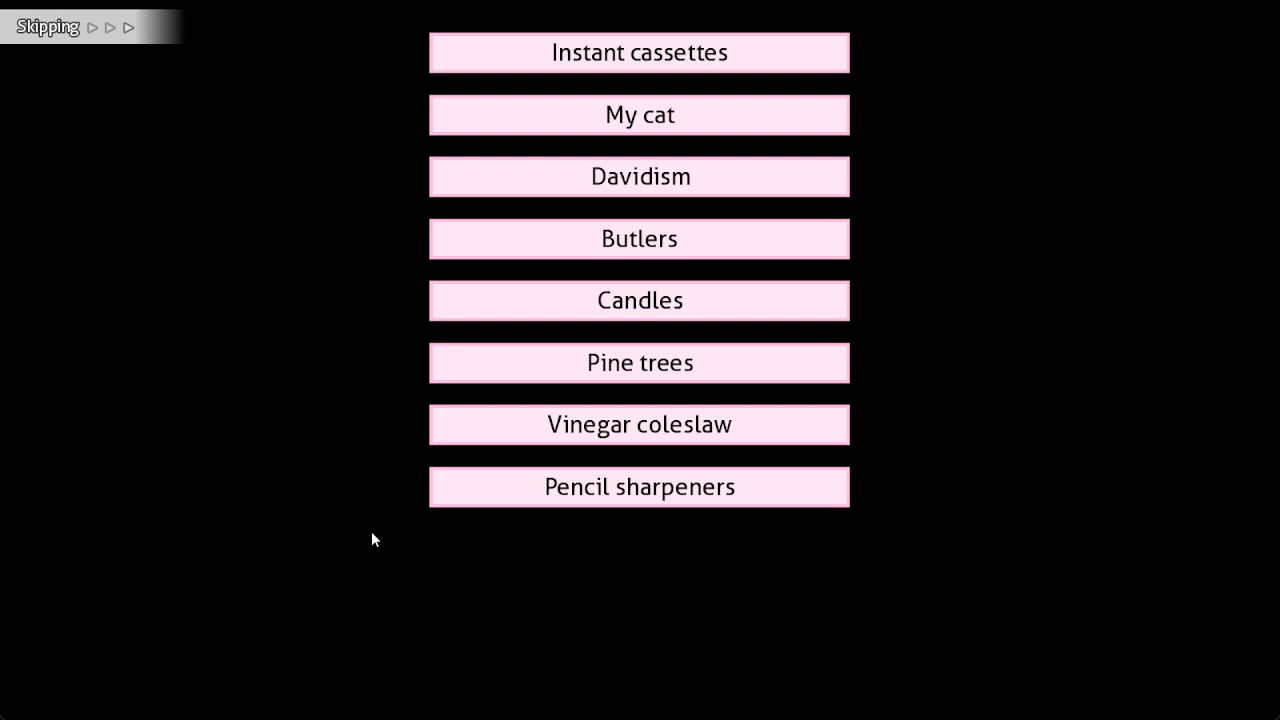 Skipping
Instant cassettes
My cat
Davidism
Butlers
Candles
Pine trees
Vinegar coleslaw
Pencil sharpeners